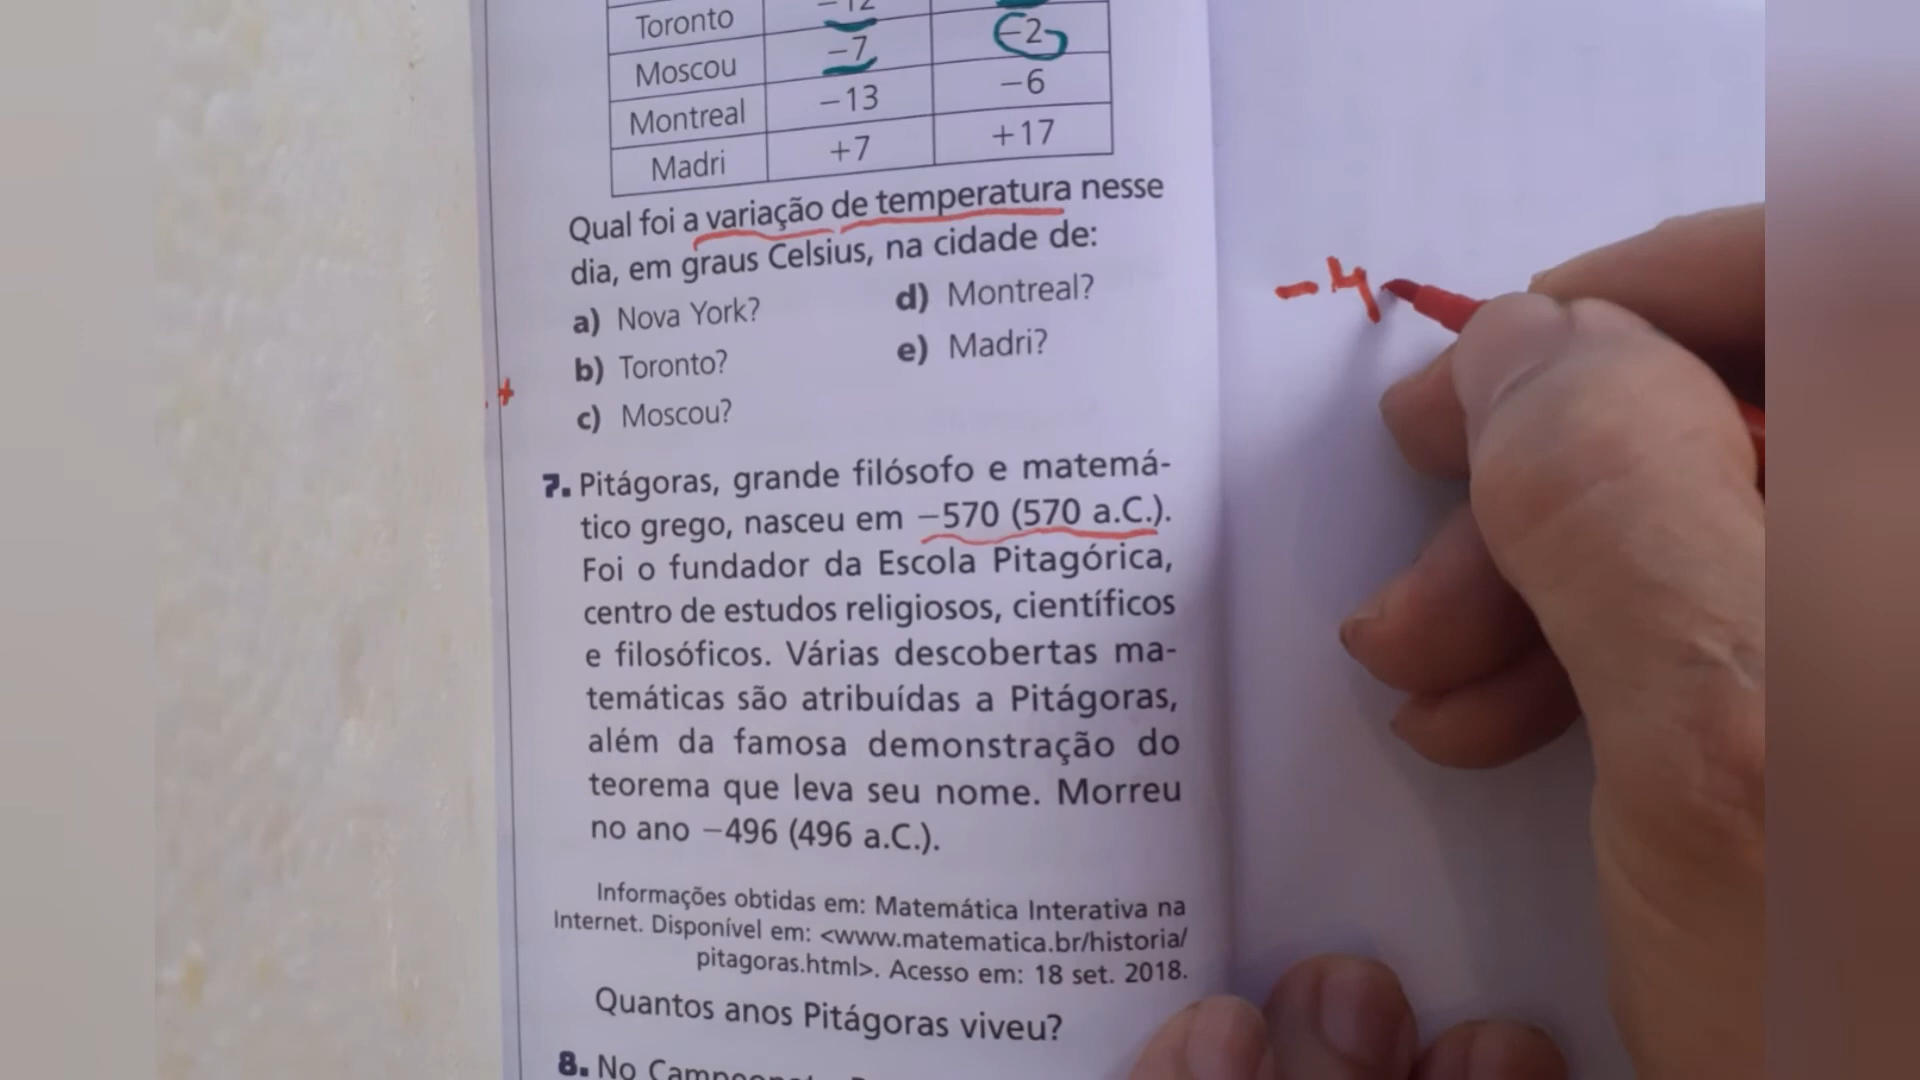 Toronto −12
Moscou −7 −2
Montreal −13 −6
Madri +7 +17
Qual foi a variação de temperatura nesse
dia, em graus Celsius, na cidade de:
a) Nova York? d) Montreal?
b) Toronto? e) Madri?
c) Moscou?
+
−4
7. Pitágoras, grande filósofo e matemá-
tico grego, nasceu em −570 (570 a.C.).
Foi o fundador da Escola Pitagórica,
centro de estudos religiosos, científicos
e filosóficos. Várias descobertas ma-
temáticas são atribuídas a Pitágoras,
além da famosa demonstração do
teorema que leva seu nome. Morreu
no ano −496 (496 a.C.).
Informações obtidas em: Matemática Interativa na
Internet. Disponível em: <www.matematica.br/historia/
pitagoras.html>. Acesso em: 18 set. 2018.
Quantos anos Pitágoras viveu?
8. No